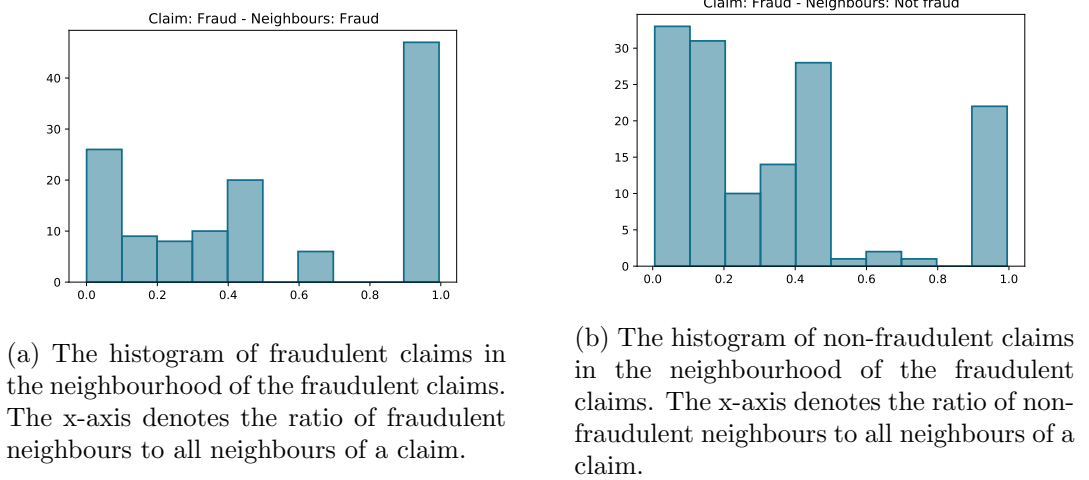 Claim: Fraud - Neighbours: Fraud
40
30
20
10
0
0.0 0.2 0.4 0.6 0.8 1.0
(a) The histogram of fraudulent claims in
the neighbourhood of the fraudulent claims.
The x-axis denotes the ratio of fraudulent
neighbours to all neighbours of a claim.
Claim: Fraud - Neighbours: Not fraud
30
25
20
15
10
5
0
0.0 0.2 0.4 0.6 0.8 1.0
(b) The histogram of non-fraudulent claims
in the neighbourhood of the fraudulent
claims. The x-axis denotes the ratio of non-
fraudulent neighbours to all neighbours of a
claim.